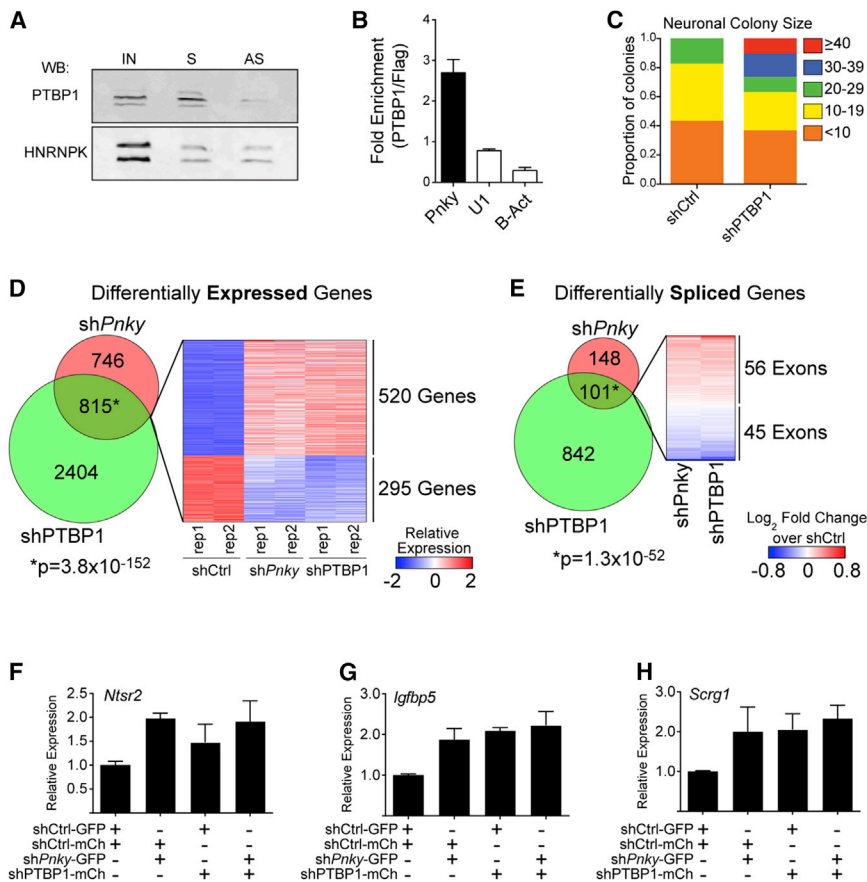 A
IN S AS
WB:
PTBP1
HNRNPK
B
Fold Enrichment
(PTBP1/Flag)
4
3
2
1
0
Pnky
U1
B-Act
C
Neuronal Colony Size
Proportion of colonies
1.0
0.8
0.6
0.4
0.2
0.0
shCtrl
shPTBP1
≥40
30-39
20-29
10-19
<10
D
Differentially Expressed Genes
shPnky
746
815*
2404
shPTBP1
*p=3.8x10-152
520 Genes
295 Genes
rep1 rep2 rep1 rep2 rep1 rep2
shCtrl shPnky shPTBP1
Relative
Expression
-2 0 2
E
Differentially Spliced Genes
shPnky
148
101*
842
shPTBP1
*p=1.3x10-52
56 Exons
45 Exons
shPnky
shPTBP1
Log2 Fold Change
over shCtrl
-0.8 0 0.8
F
Ntsr2
Relative Expression
2.5
2.0
1.5
1.0
0.5
shCtrl-GFP + - + -
shCtrl-mCh + + - -
shPnky-GFP - + - +
shPTBP1-mCh - - + +
G
Igfbp5
Relative Expression
3.0
2.0
1.0
shCtrl-GFP + - + -
shCtrl-mCh + + - -
shPnky-GFP - + - +
shPTBP1-mCh - - + +
H
Scrg1
Relative Expression
3.0
2.0
1.0
shCtrl-GFP + - + -
shCtrl-mCh + + - -
shPnky-GFP - + - +
shPTBP1-mCh - - + +